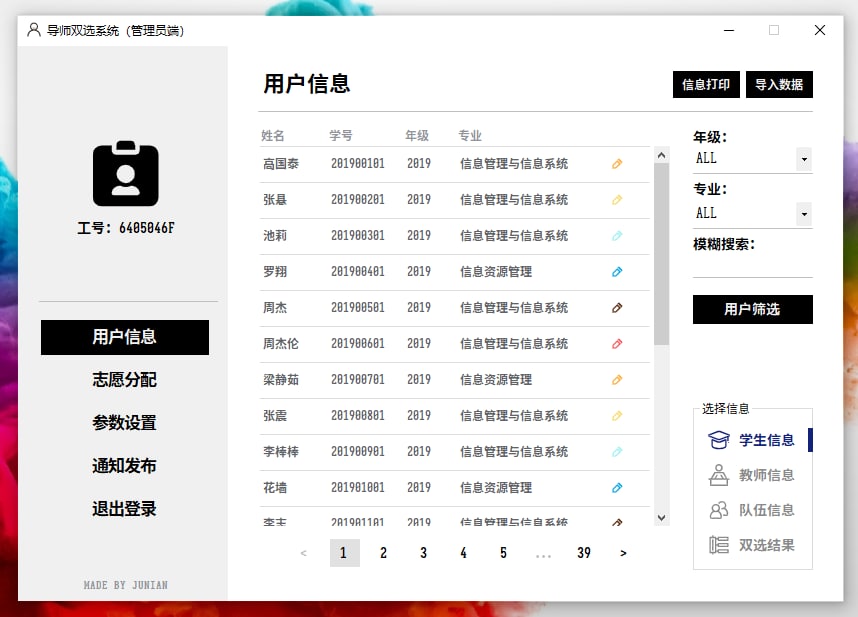 导师双选系统（管理员端）
工号：6405046F
用户信息
志愿分配
参数设置
通知发布
退出登录
MADE BY JUNIAN
用户信息
信息打印 导入数据
姓名 学号 年级 专业
高国泰 201900101 2019 信息管理与信息系统
张昷 201900201 2019 信息管理与信息系统
池莉 201900301 2019 信息管理与信息系统
罗翔 201900401 2019 信息资源管理
周杰 201900501 2019 信息管理与信息系统
周杰伦 201900601 2019 信息管理与信息系统
梁静茹 201900701 2019 信息资源管理
张震 201900801 2019 信息管理与信息系统
李棒棒 201900901 2019 信息管理与信息系统
花墙 201901001 2019 信息资源管理
201901101 2019 信息管理与信息系统
< 1 2 3 4 5 ... 39 >
年级：
ALL
专业：
ALL
模糊搜索：
用户筛选
选择信息
学生信息
教师信息
队伍信息
双选结果